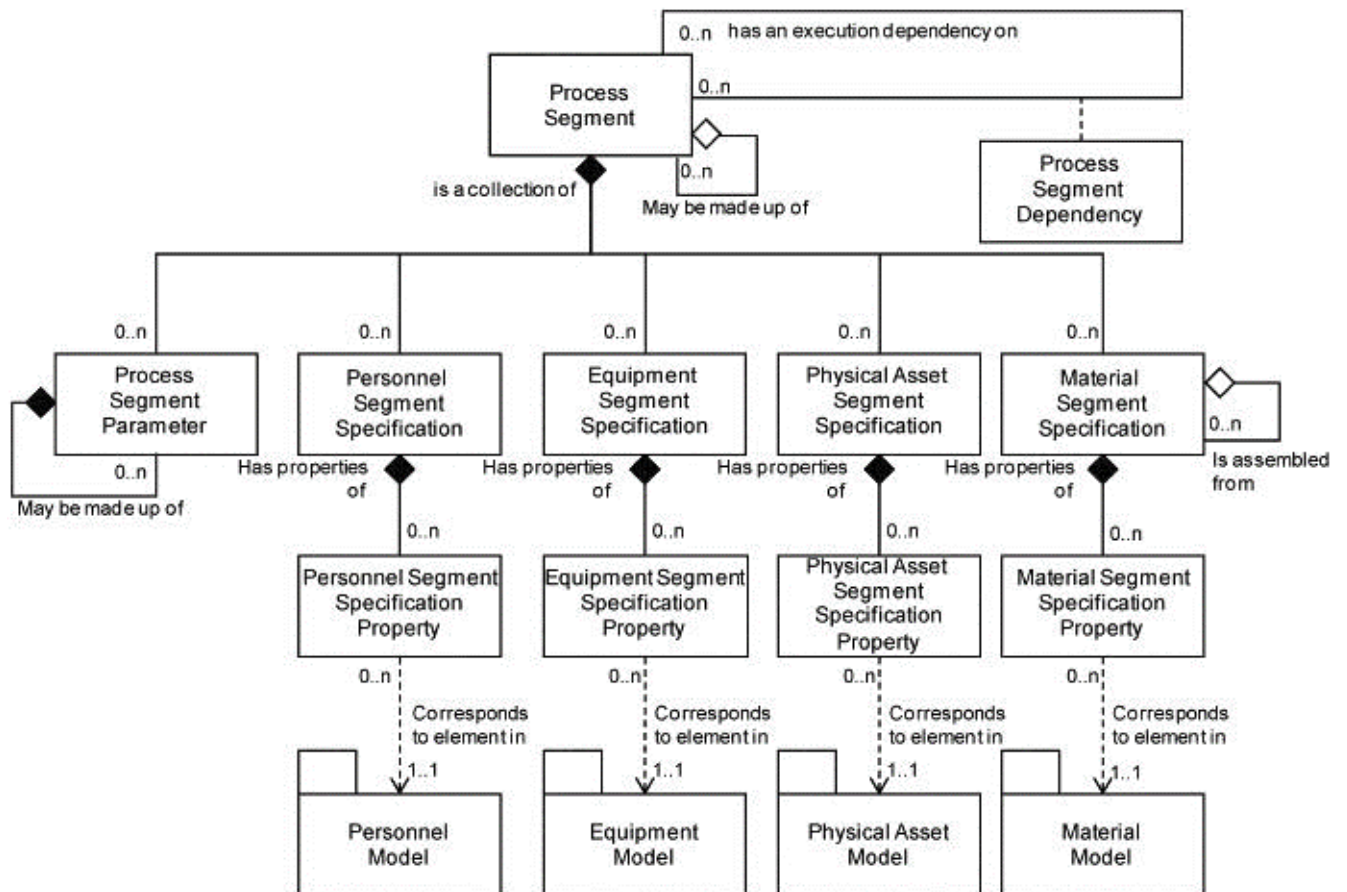 0..n has an execution dependency on
0..n
Process
Segment
0..n
is a collection of
May be made up of
Process
Segment
Dependency
0..n
0..n
0..n
0..n
0..n
Process
Segment
Parameter
Personnel
Segment
Specification
Equipment
Segment
Specification
Physical Asset
Segment
Specification
Material
Segment
Specification
0..n
Is assembled
from
0..n
May be made up of
Has properties
of
Has properties
of
Has properties
of
Has properties
of
0..n
0..n
0..n
0..n
Personnel Segment
Specification
Property
Equipment Segment
Specification
Property
Physical Asset
Segment
Specification
Property
Material Segment
Specification
Property
0..n
0..n
0..n
0..n
Corresponds
to element in
Corresponds
to element in
Corresponds
to element in
Corresponds
to element in
1..1
1..1
1..1
1..1
Personnel
Model
Equipment
Model
Physical Asset
Model
Material
Model